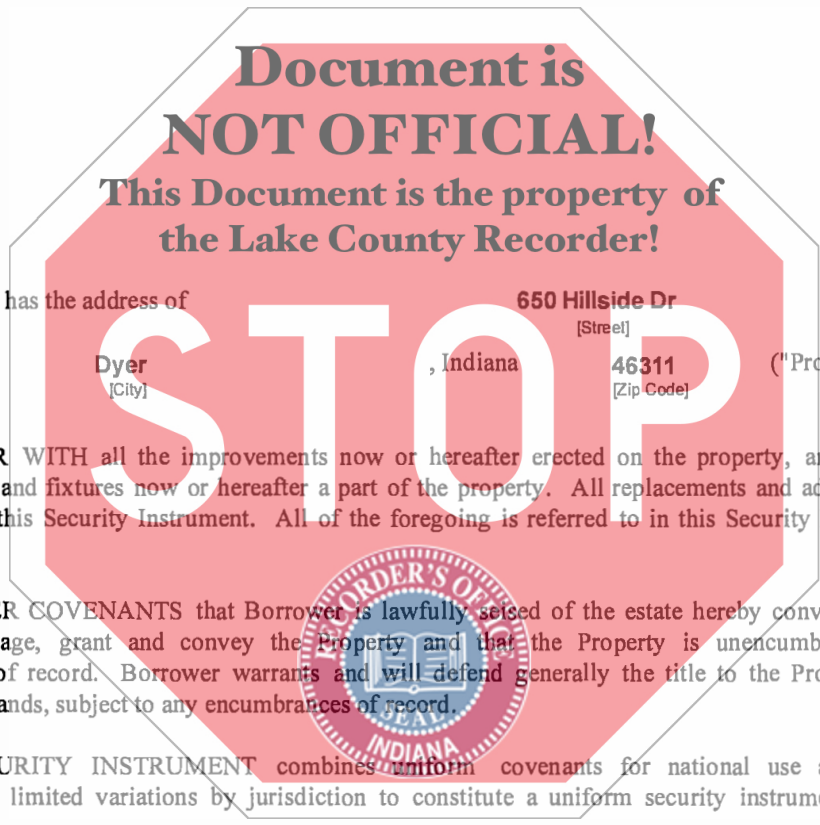 Document is
NOT OFFICIAL!
This Document is the property of
the Lake County Recorder!
has the address of 650 Hillside Dr
[Street]
Dyer , Indiana 46311 ("Pro
[City] [Zip Code]
STOP
R WITH all the improvements now or hereafter erected on the property, an
and fixtures now or hereafter a part of the property. All replacements and ad
this Security Instrument. All of the foregoing is referred to in this Security
R COVENANTS that Borrower is lawfully seised of the estate hereby conv
age, grant and convey the Property and that the Property is unencumb
of record. Borrower warrants and will defend generally the title to the Pro
ands, subject to any encumbrances of record.
RECORDER'S OFFICE
SEAL
INDIANA
URITY INSTRUMENT combines uniform covenants for national use a
limited variations by jurisdiction to constitute a uniform security instrume